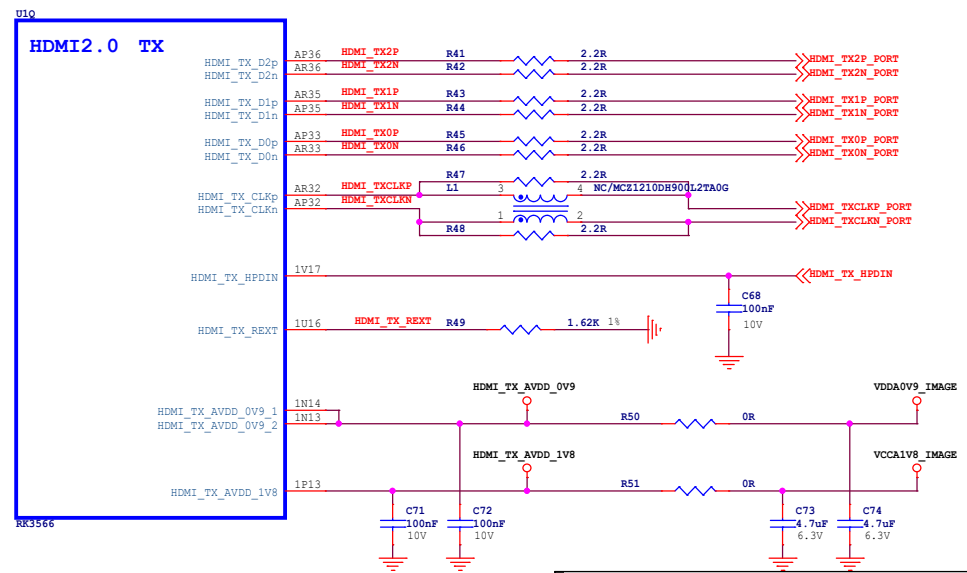 U1Q
HDMI2.0 TX
HDMI_TX_D2p AP36 HDMI_TX2P R41 2.2R HDMI_TX2P_PORT
HDMI_TX_D2n AR36 HDMI_TX2N R42 2.2R HDMI_TX2N_PORT
HDMI_TX_D1p AR35 HDMI_TX1P R43 2.2R HDMI_TX1P_PORT
HDMI_TX_D1n AP35 HDMI_TX1N R44 2.2R HDMI_TX1N_PORT
HDMI_TX_D0p AP33 HDMI_TX0P R45 2.2R HDMI_TX0P_PORT
HDMI_TX_D0n AR33 HDMI_TX0N R46 2.2R HDMI_TX0N_PORT
R47 2.2R
HDMI_TX_CLKp AR32 HDMI_TXCLKP L1 3 4 NC/MCZ1210DH900L2TA0G
HDMI_TX_CLKn AP32 HDMI_TXCLKN HDMI_TXCLKP_PORT
1 2 HDMI_TXCLKN_PORT
R48 2.2R
HDMI_TX_HPDIN 1V17 HDMI_TX_HPDIN
C68
100nF
10V
HDMI_TX_REXT 1U16 HDMI_TX_REXT R49 1.62K 1%
HDMI_TX_AVDD_0V9 VDDA0V9_IMAGE
HDMI_TX_AVDD_0V9_1 1N14
HDMI_TX_AVDD_0V9_2 1N13 R50 0R
HDMI_TX_AVDD_1V8 VCCA1V8_IMAGE
HDMI_TX_AVDD_1V8 1P13 R51 0R
C71 C72 C73 C74
100nF 100nF 4.7uF 4.7uF
10V 10V 6.3V 6.3V
RK3566